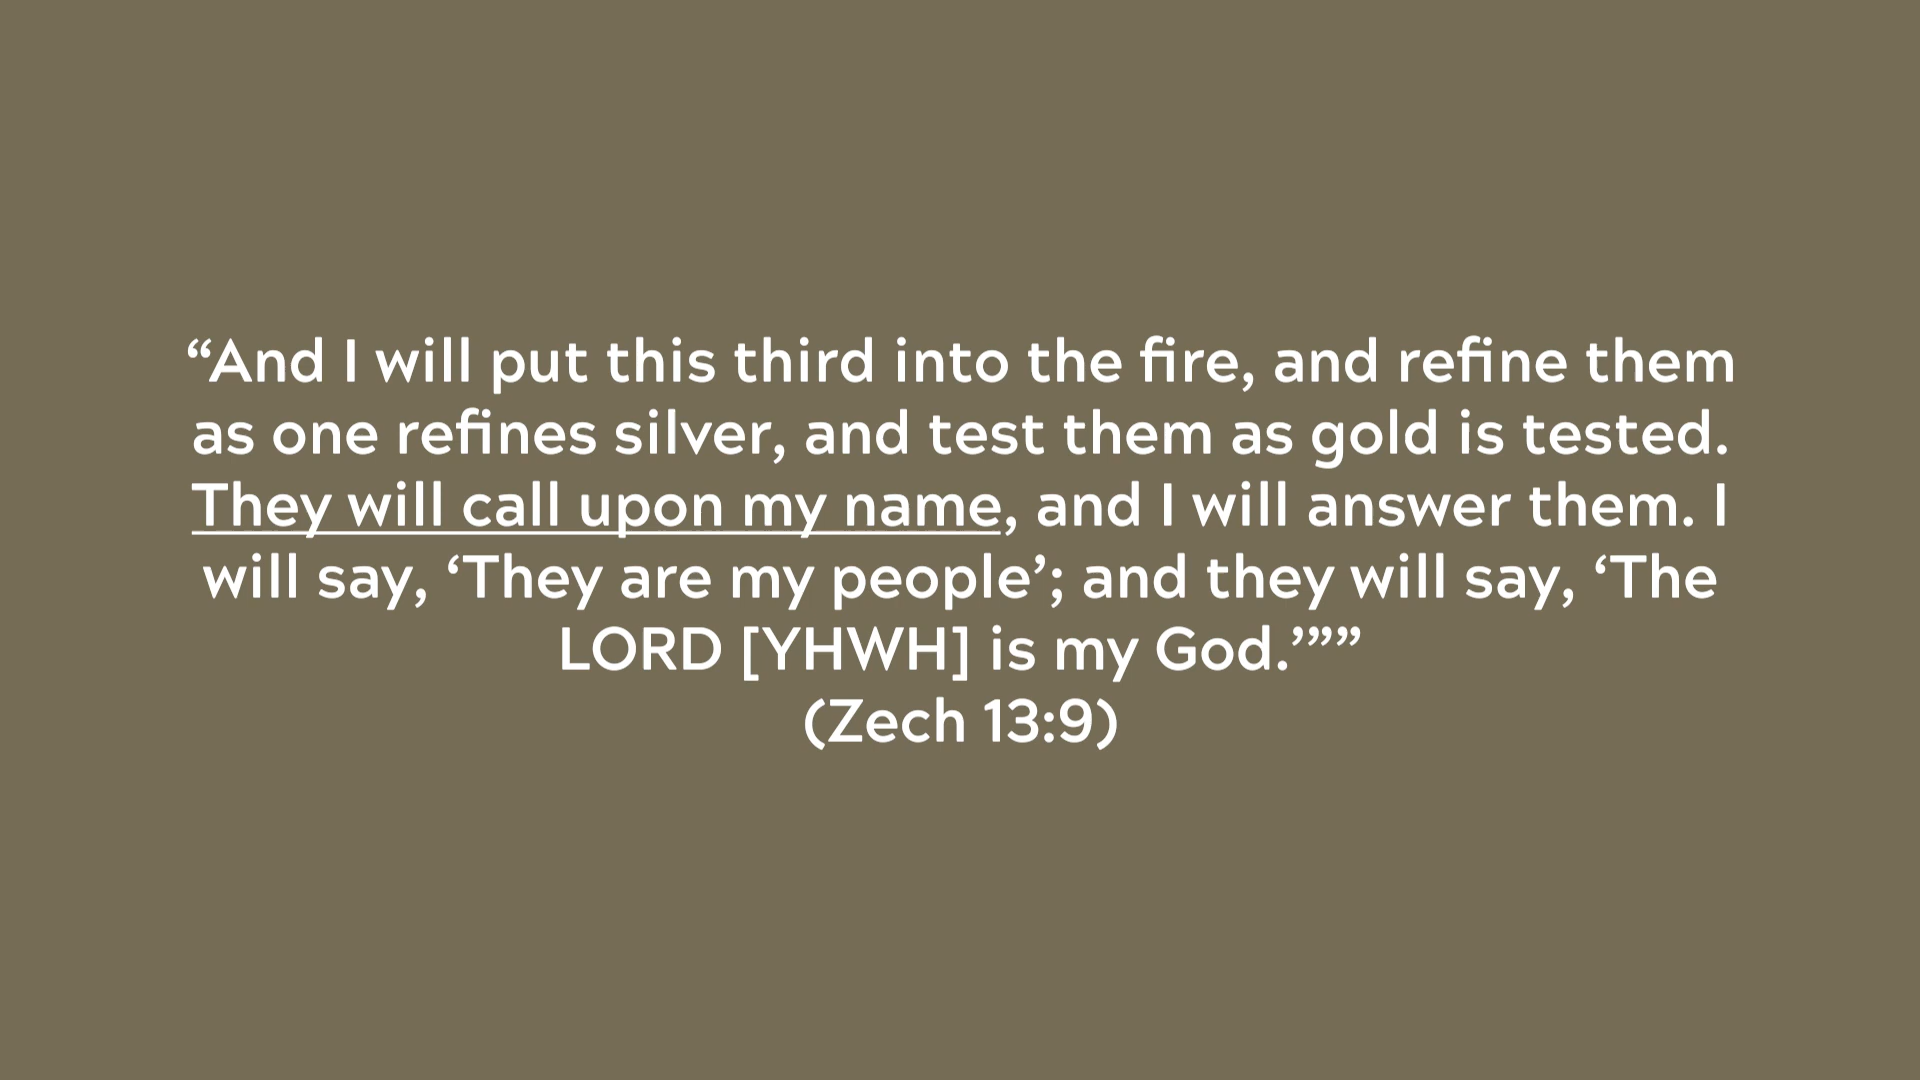 “And I will put this third into the fire, and refine them
as one refines silver, and test them as gold is tested.
They will call upon my name, and I will answer them. I
will say, ‘They are my people’; and they will say, ‘The
LORD [YHWH] is my God.’”” 
(Zech 13:9)